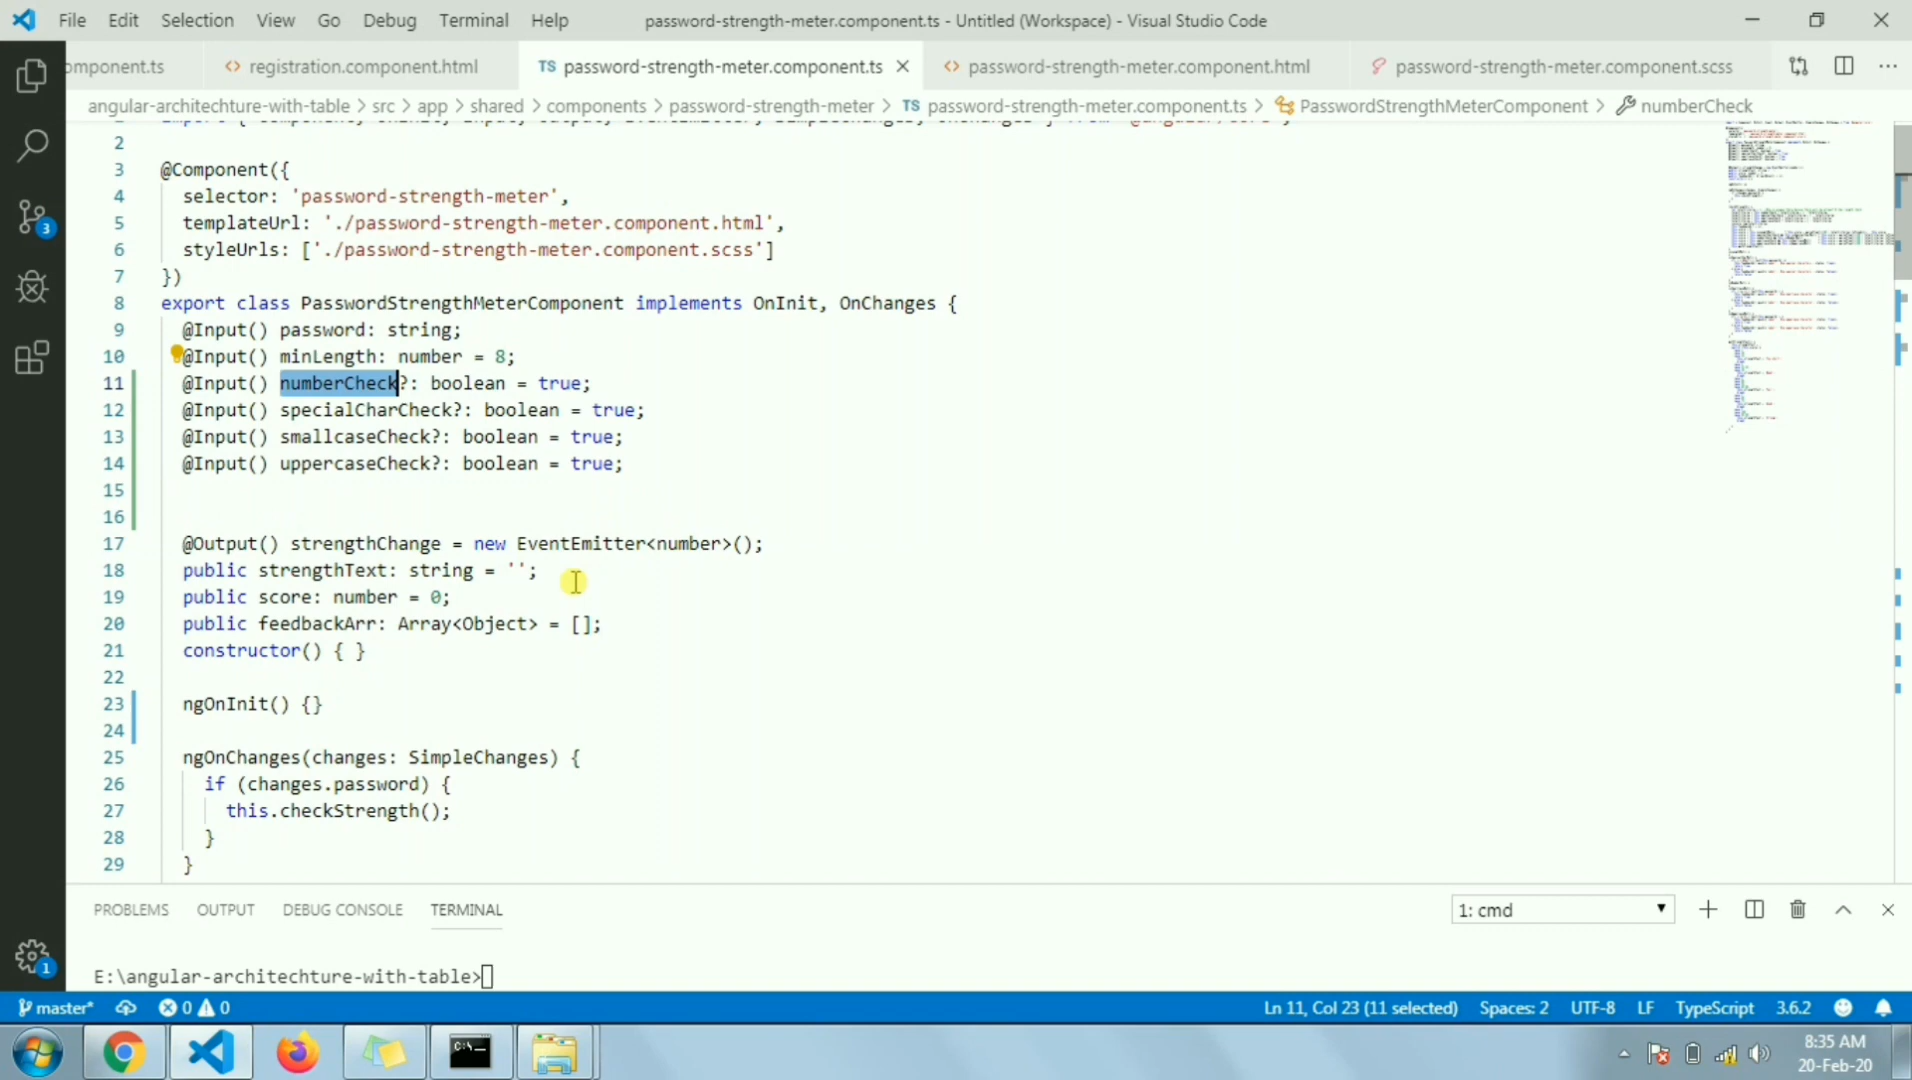 File Edit Selection View Go Debug Terminal Help password-strength-meter.component.ts - Untitled (Workspace) - Visual Studio Code
omponent.ts <> registration.component.html TS password-strength-meter.component.ts <> password-strength-meter.component.html password-strength-meter.component.scss
angular-architechture-with-table > src > app > shared > components > password-strength-meter > TS password-strength-meter.component.ts > PasswordStrengthMeterComponent > numberCheck
2
3 @Component({
4 selector: 'password-strength-meter',
5 templateUrl: './password-strength-meter.component.html',
6 styleUrls: ['./password-strength-meter.component.scss']
7 })
8 export class PasswordStrengthMeterComponent implements OnInit, OnChanges {
9 @Input() password: string;
10 @Input() minLength: number = 8;
11 @Input() numberCheck?: boolean = true;
12 @Input() specialCharCheck?: boolean = true;
13 @Input() smallcaseCheck?: boolean = true;
14 @Input() uppercaseCheck?: boolean = true;
15
16
17 @Output() strengthChange = new EventEmitter<number>();
18 public strengthText: string = '';
19 public score: number = 0;
20 public feedbackArr: Array<Object> = [];
21 constructor() { }
22
23 ngOnInit() {}
24
25 ngOnChanges(changes: SimpleChanges) {
26 if (changes.password) {
27 this.checkStrength();
28 }
29 }
PROBLEMS OUTPUT DEBUG CONSOLE TERMINAL 1: cmd
E:\angular-architechture-with-table>
master* 0 0 Ln 11, Col 23 (11 selected) Spaces: 2 UTF-8 LF TypeScript 3.6.2
8:35 AM
20-Feb-20
3
1